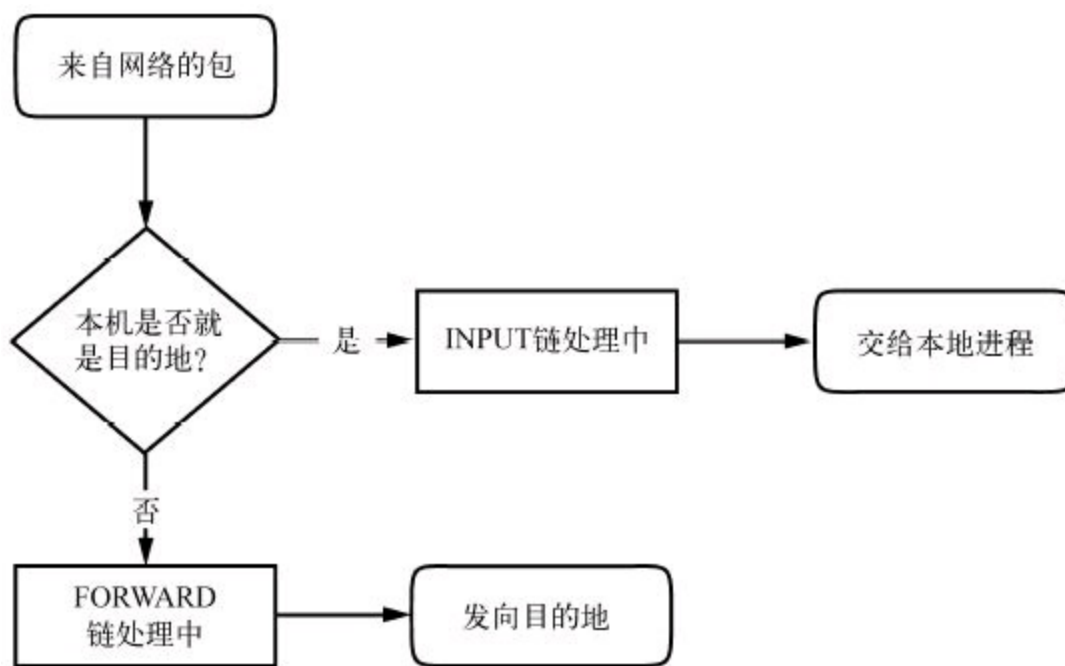 来自网络的包
本机是否就
是目的地?
是
INPUT链处理中
交给本地进程
否
FORWARD
链处理中
发向目的地